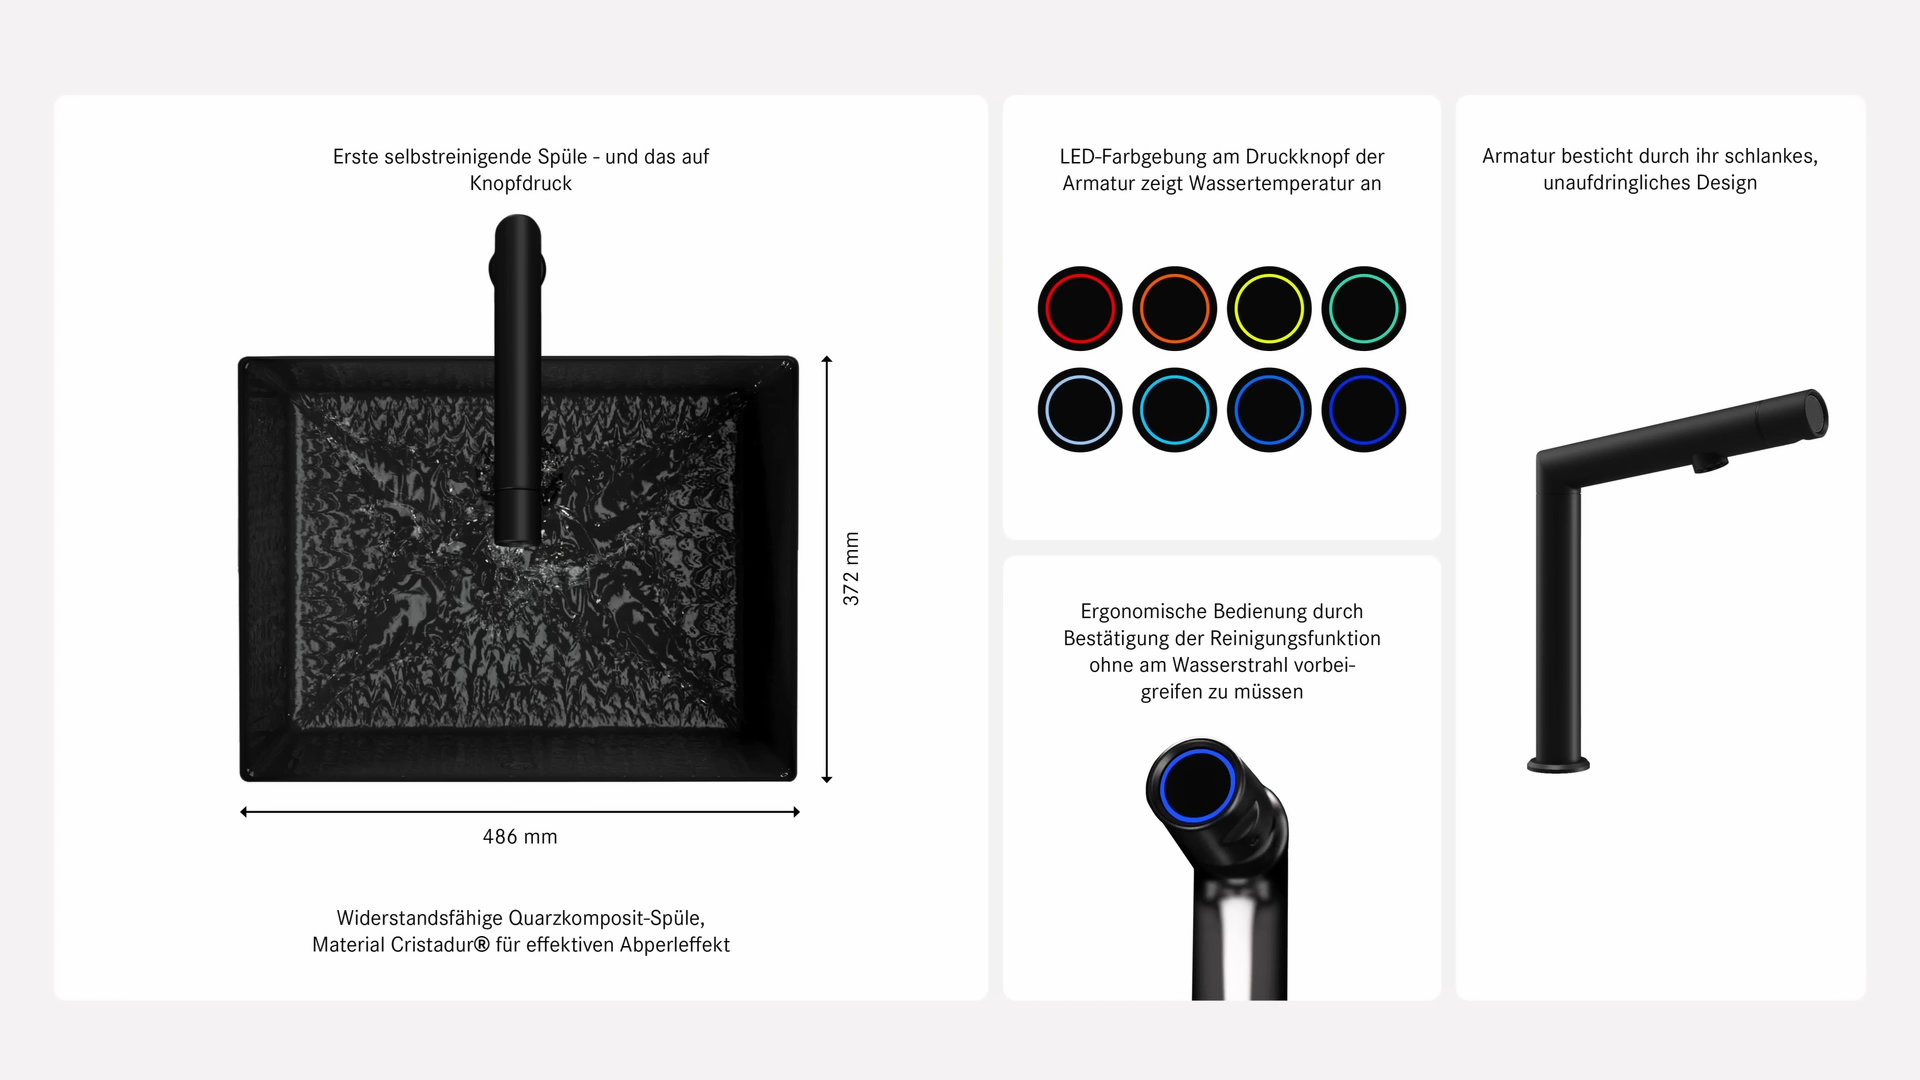 Erste selbstreinigende Spüle - und das auf
Knopfdruck
372 mm
486 mm
Widerstandsfähige Quarzkomposit-Spüle,
Material Cristadur® für effektiven Abperleffekt
LED-Farbgebung am Druckknopf der
Armatur zeigt Wassertemperatur an
Ergonomische Bedienung durch
Bestätigung der Reinigungsfunktion
ohne am Wasserstrahl vorbei-
greifen zu müssen
Armatur besticht durch ihr schlankes,
unaufdringliches Design